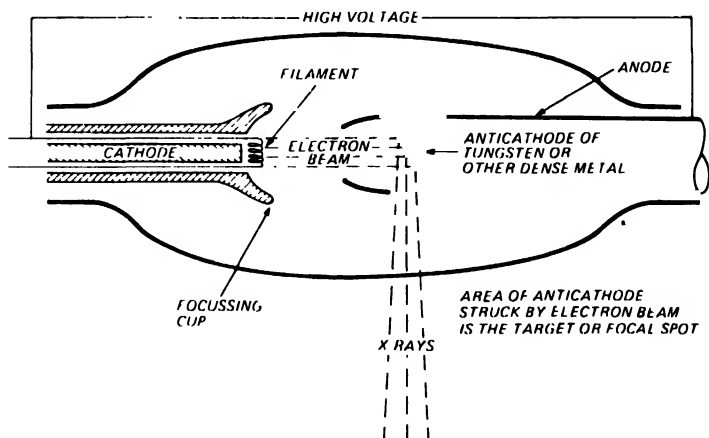 HIGH VOLTAGE
FILAMENT
ANODE
CATHODE
ELECTRON
BEAM
ANTICATHODE OF
TUNGSTEN OR
OTHER DENSE METAL
FOCUSSING
CUP
AREA OF ANTICATHODE
STRUCK BY ELECTRON BEAM
IS THE TARGET OR FOCAL SPOT
X RAYS